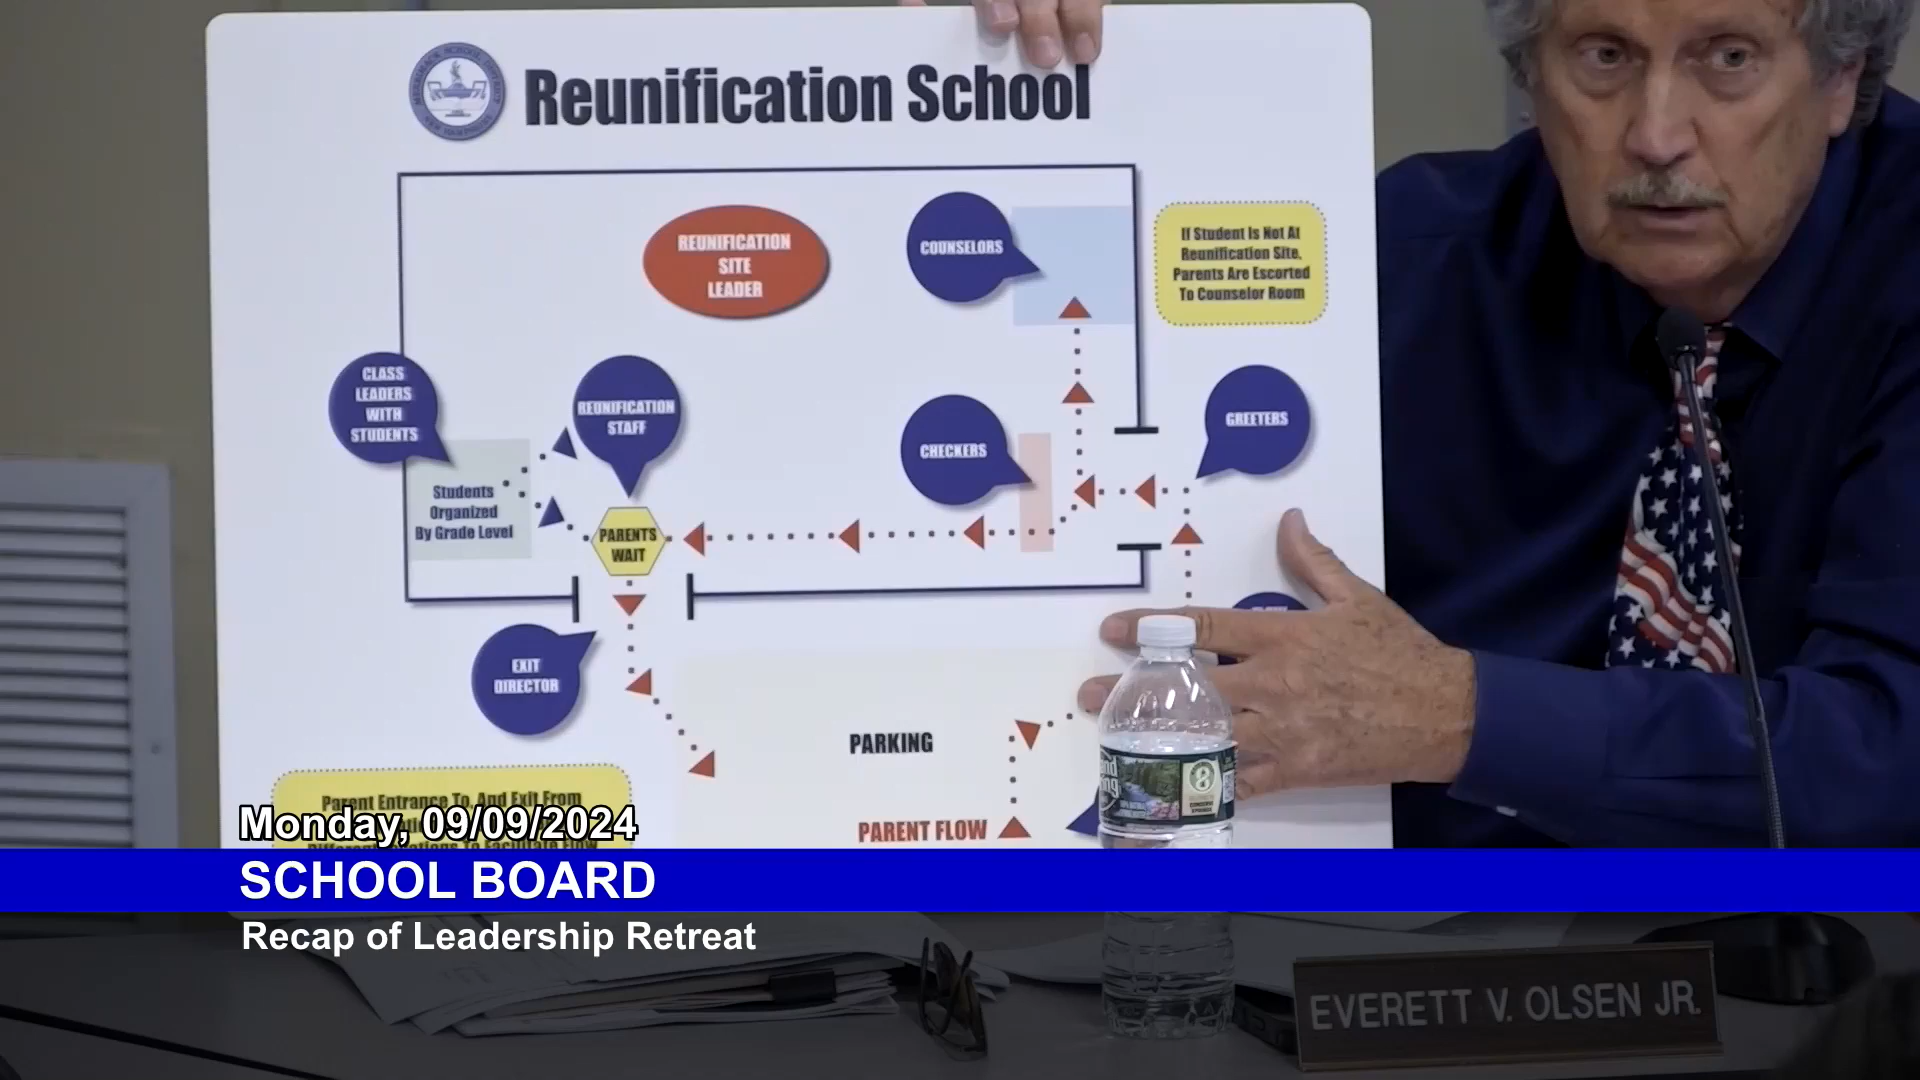 Reunification School
REUNIFICATION
SITE
LEADER
COUNSELORS
If Student Is Not At
Reunification Site,
Parents Are Escorted
To Counselor Room
CLASS
LEADERS
WITH
STUDENTS
REUNIFICATION
STAFF
CHECKERS
GREETERS
Students
Organized
By Grade Level
PARENTS
WAIT
EXIT
DIRECTOR
PARKING
PARENT FLOW
Parent Entrance To, And Exit From
Monday, 09/09/2024
SCHOOL BOARD
Recap of Leadership Retreat
EVERETT V. OLSEN JR.